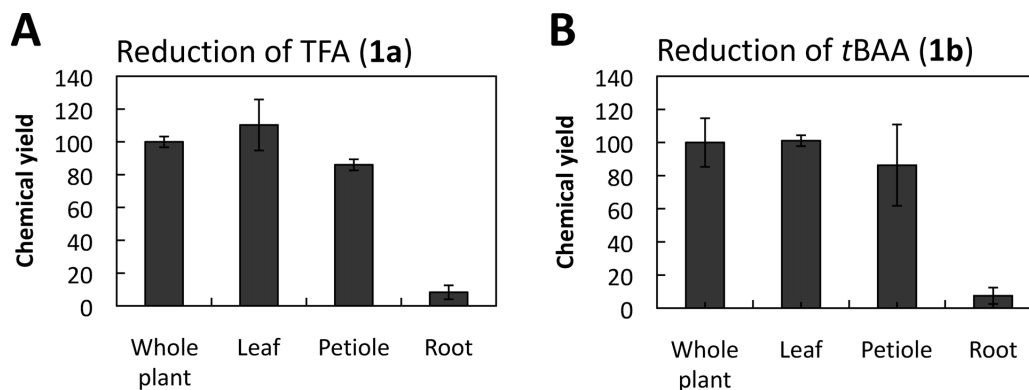 A
Reduction of TFA (1a)
Chemical yield
140
120
100
80
60
40
20
0
Whole plant
Leaf
Petiole
Root
B
Reduction of tBAA (1b)
Chemical yield
140
120
100
80
60
40
20
0
Whole plant
Leaf
Petiole
Root